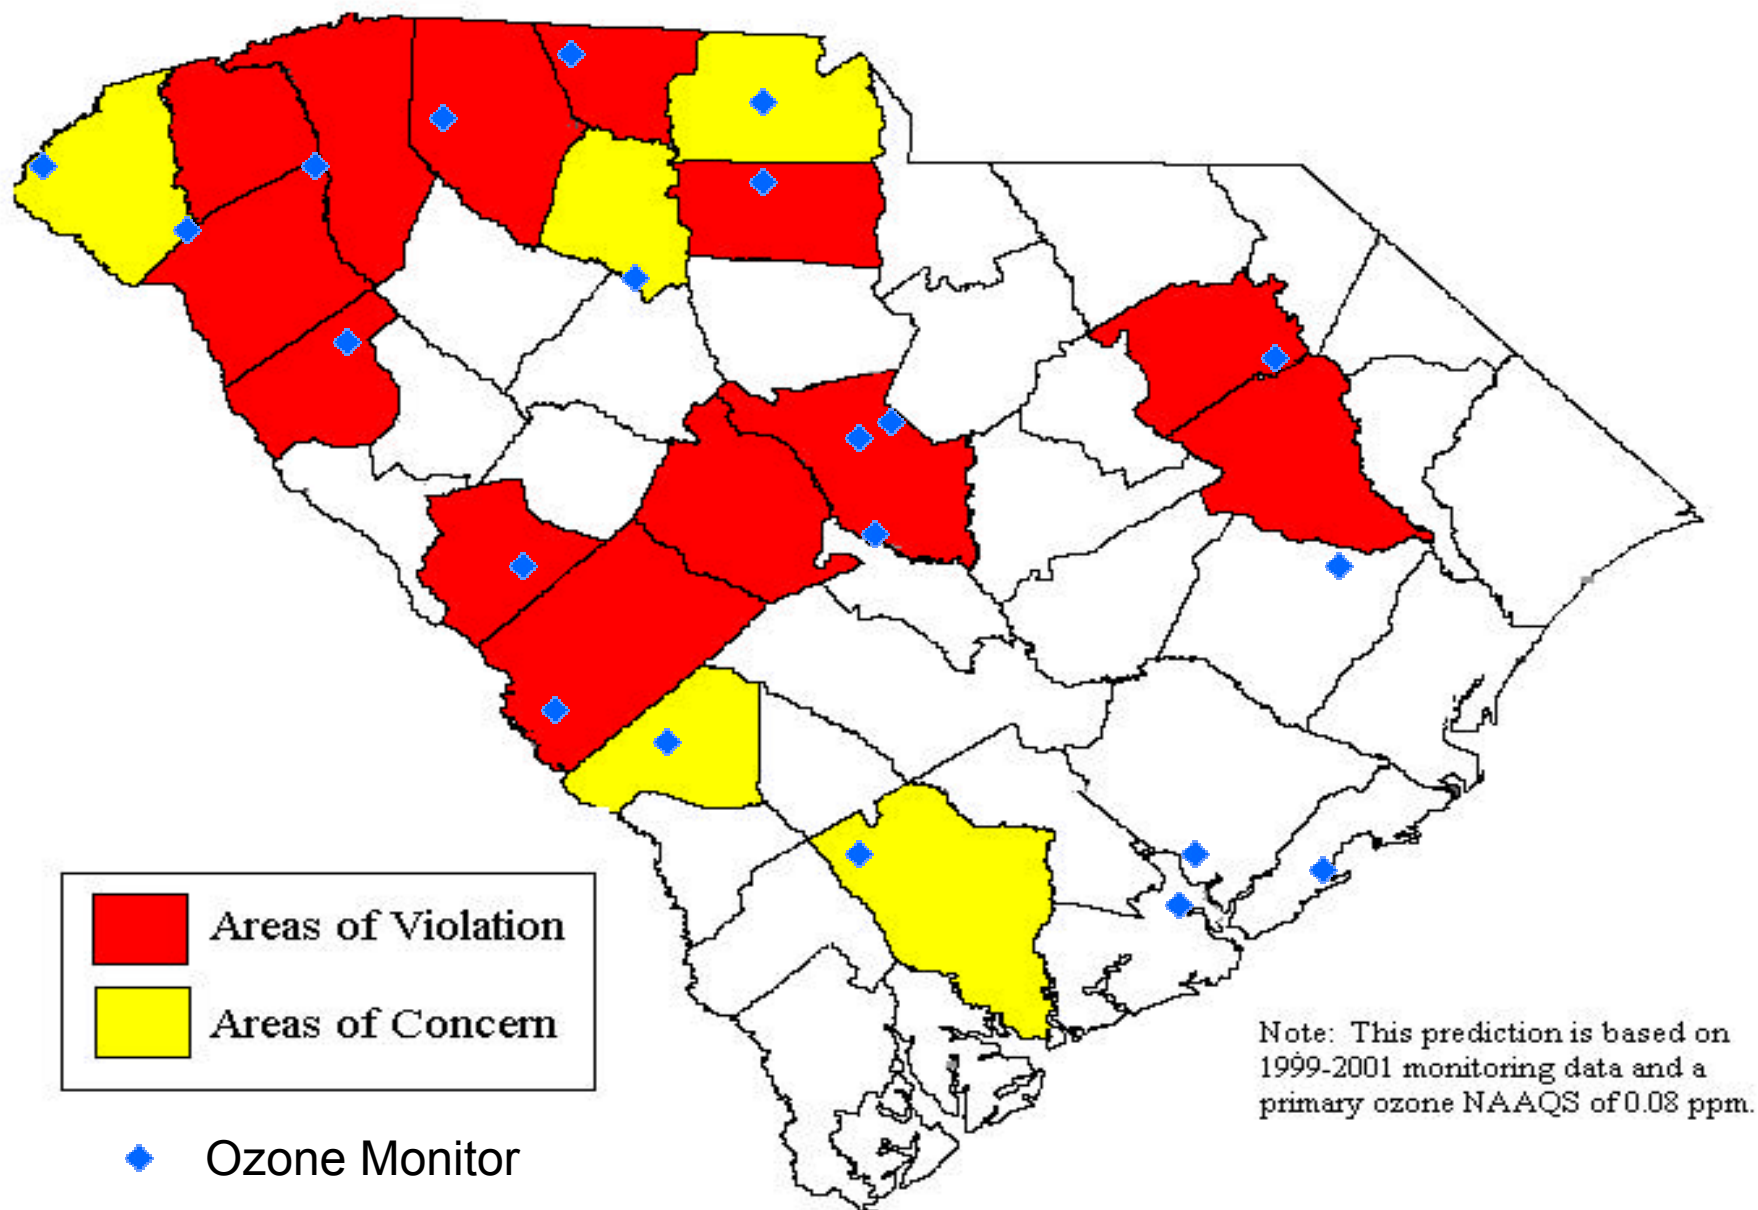 Areas of Violation
Areas of Concern
Ozone Monitor
Note: This prediction is based on
1999-2001 monitoring data and a
primary ozone NAAQS of 0.08 ppm.